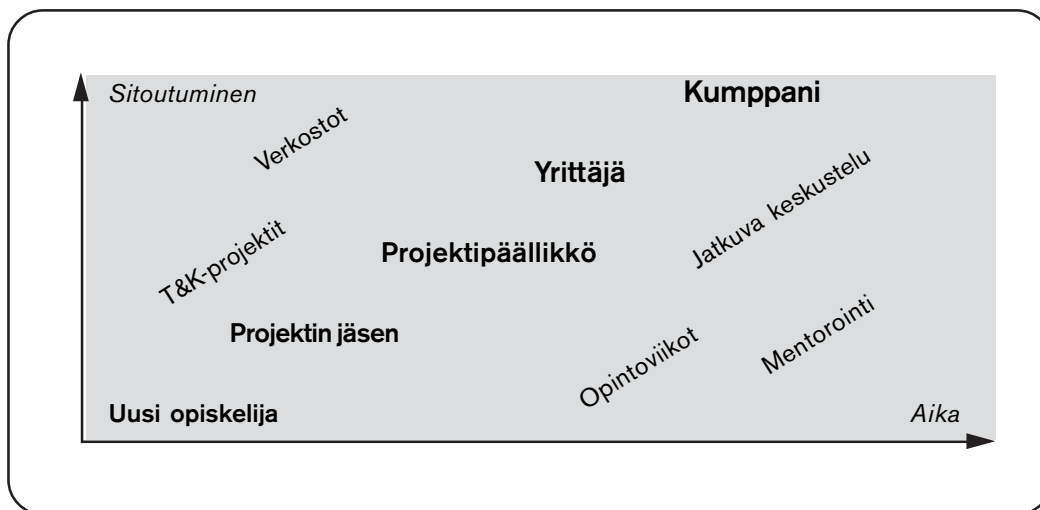 Sitoutuminen
Kumppani
Verkostot
Yrittäjä
Jatkuva keskustelu
T&K-projektit
Projektipäällikkö
Projektin jäsen
Opintoviikot
Mentorointi
Uusi opiskelija
Aika